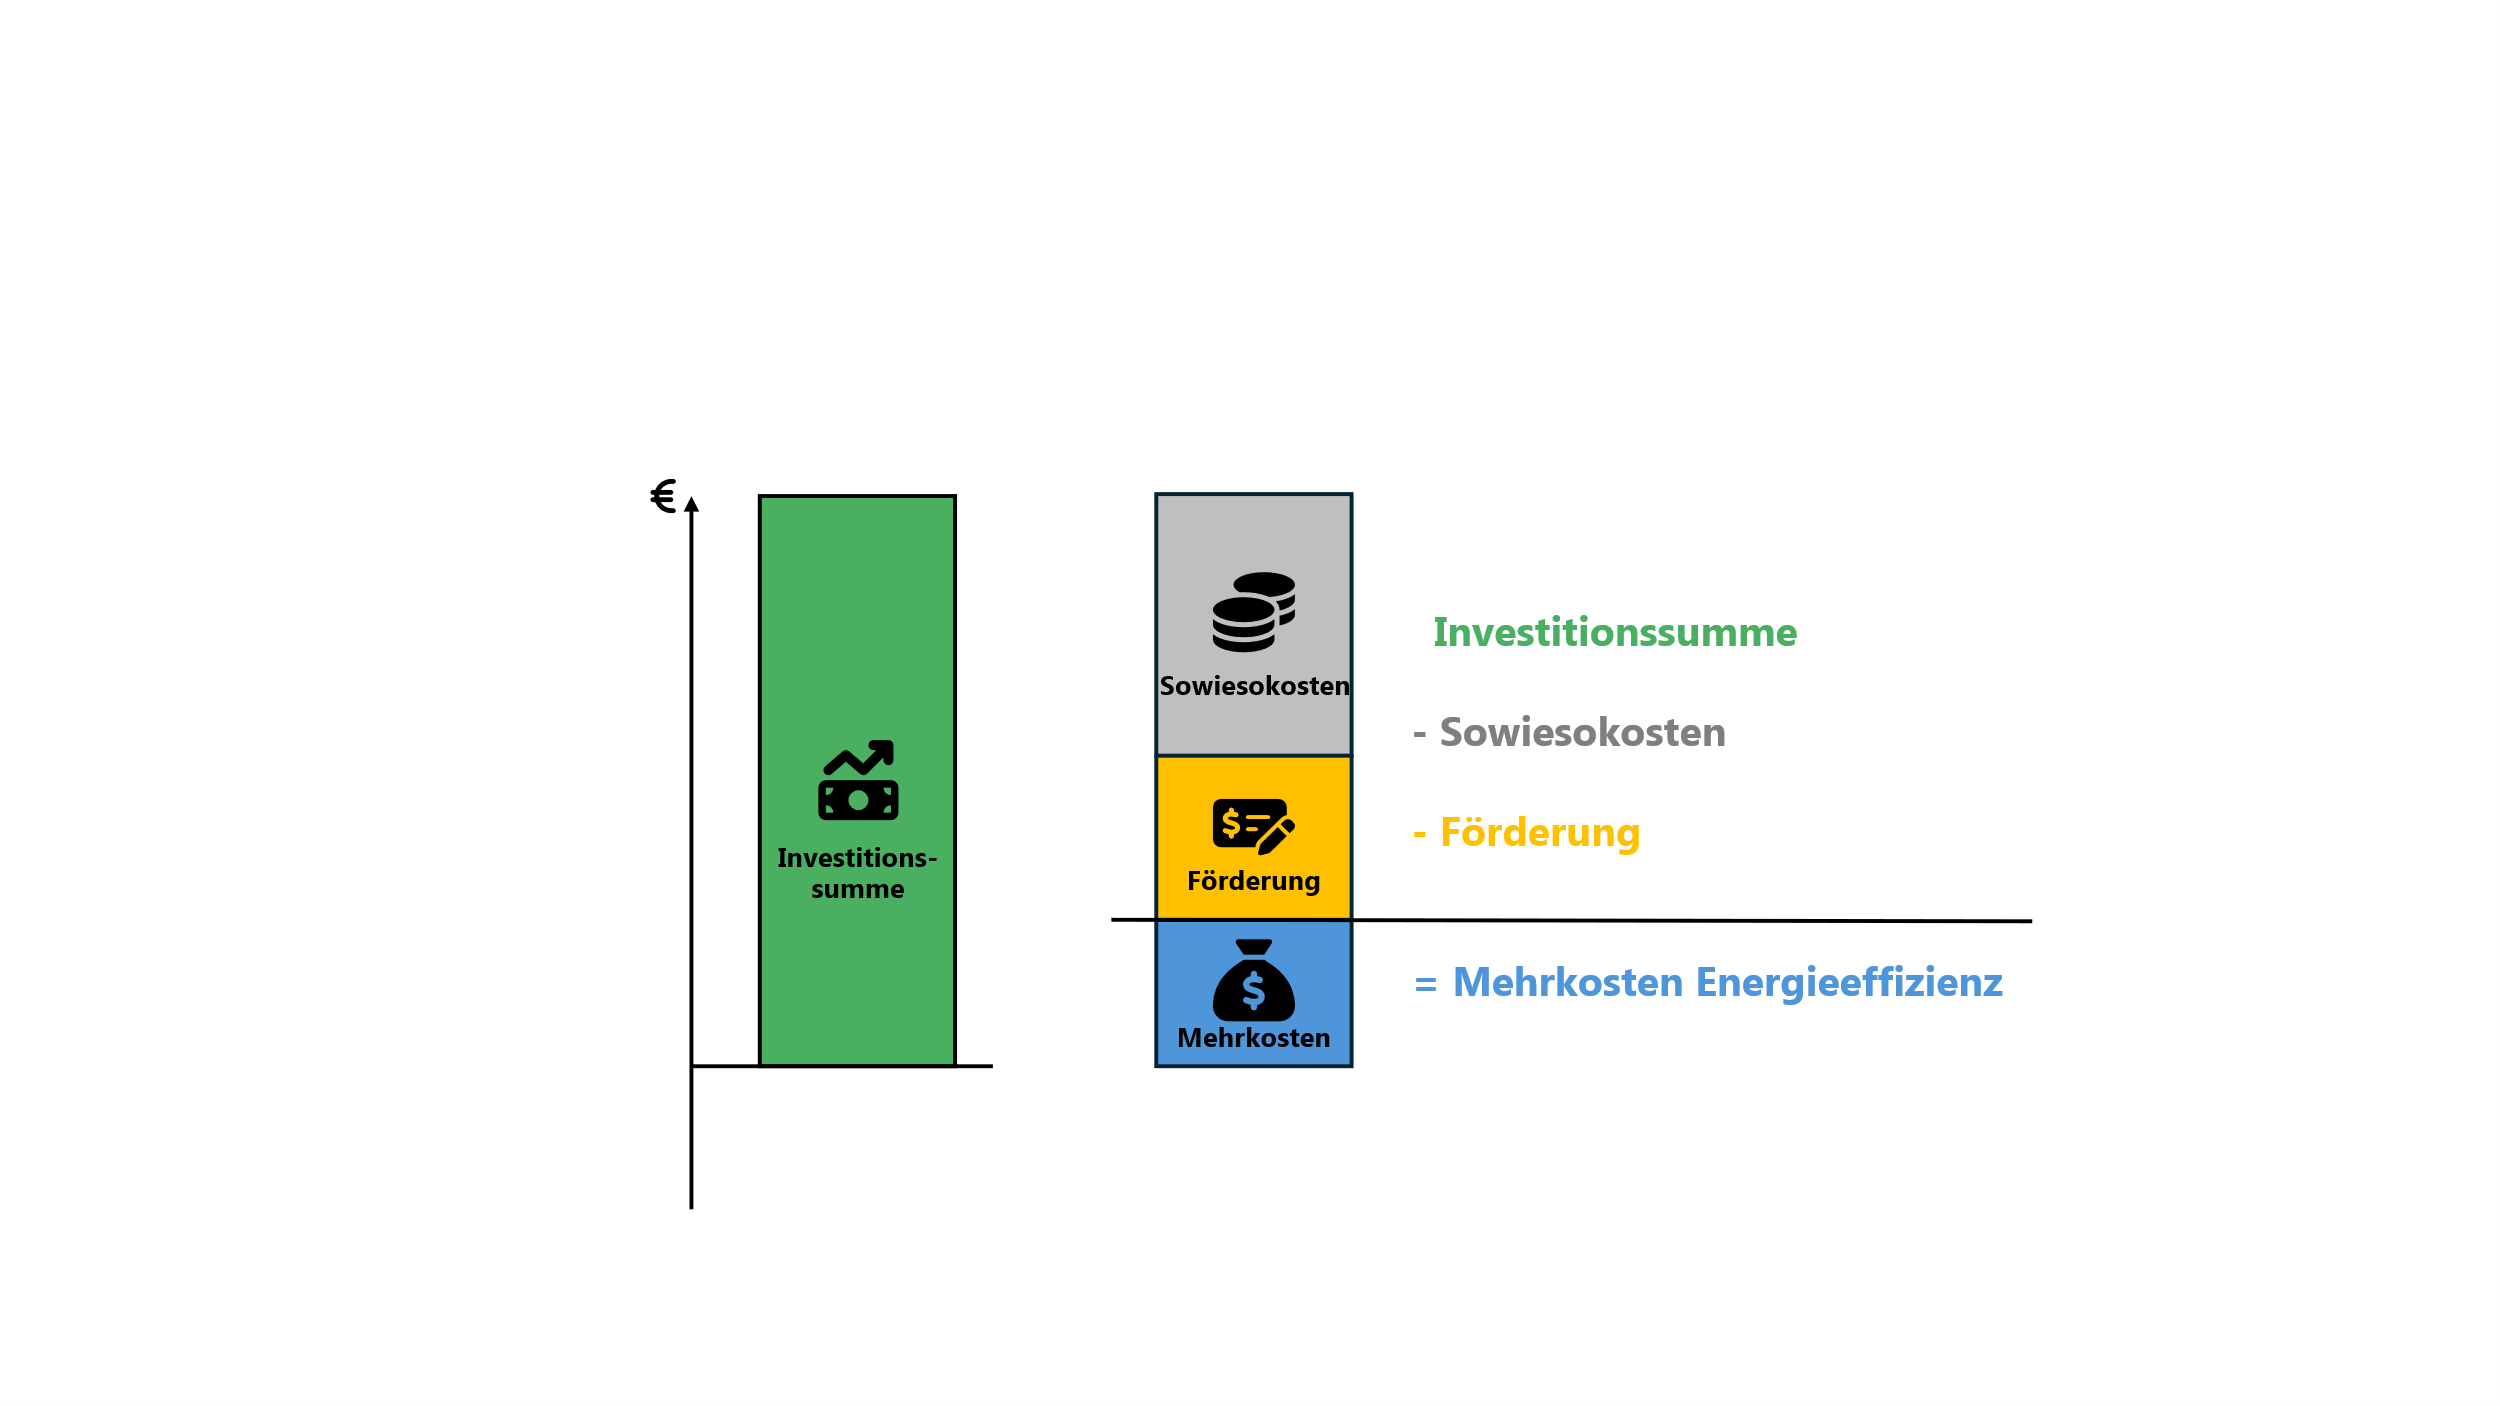 €
Investitions-
summe
Sowiesokosten
Förderung
Mehrkosten
Investitionssumme
- Sowiesokosten
- Förderung
= Mehrkosten Energieeffizienz